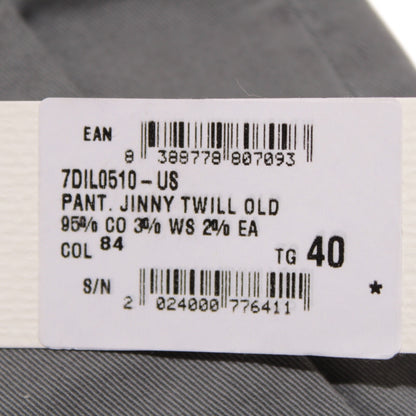 EAN
8 388778 807093
7DIL0510-US
PANT. JINNY TWILL OLD
95% CO 3% WS 2% EA
COL 84 TG 40
S/N
2 024000 776411 *